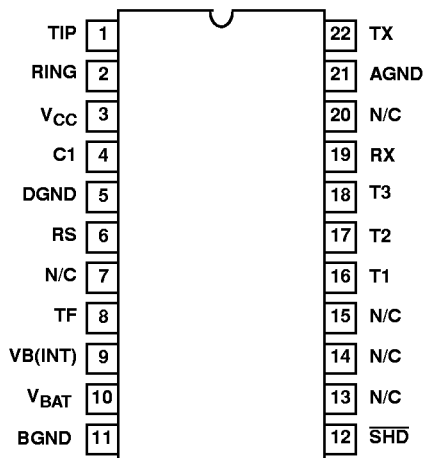 TIP 1 22 TX
RING 2 21 AGND
VCC 3 20 N/C
C1 4 19 RX
DGND 5 18 T3
RS 6 17 T2
N/C 7 16 T1
TF 8 15 N/C
VB(INT) 9 14 N/C
VBAT 10 13 N/C
BGND 11 12 SHD